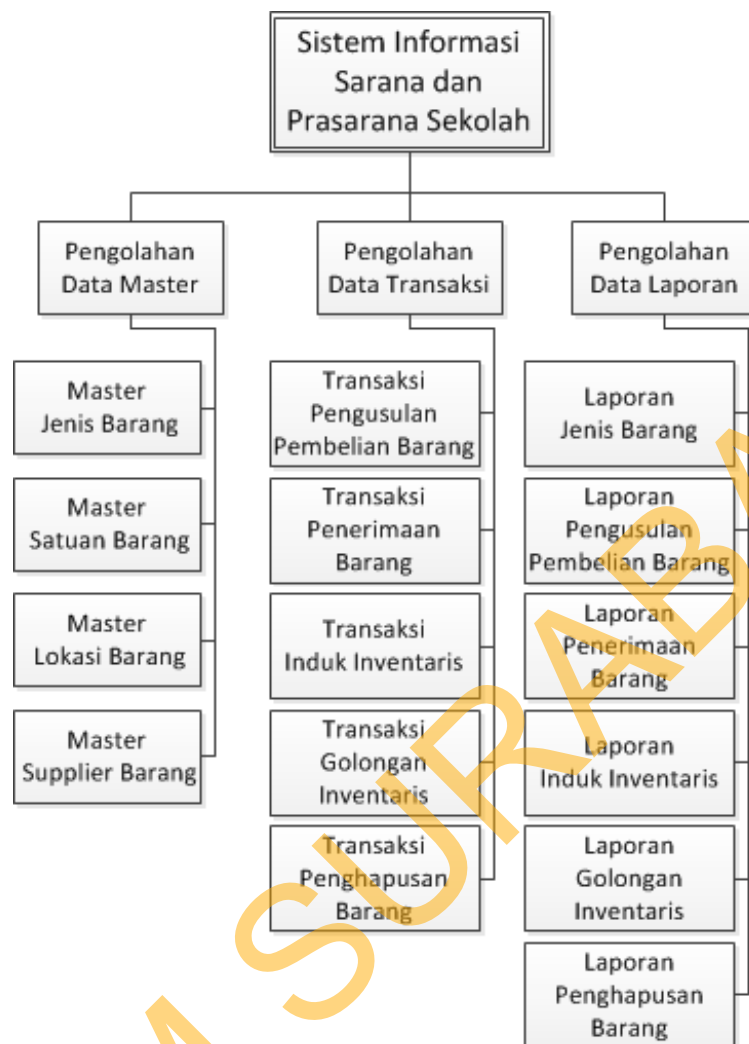 Sistem Informasi
Sarana dan
Prasarana Sekolah
Pengolahan
Data Master
Pengolahan
Data Transaksi
Pengolahan
Data Laporan
Master
Jenis Barang
Master
Satuan Barang
Master
Lokasi Barang
Master
Supplier Barang
Transaksi
Pengusulan
Pembelian Barang
Transaksi
Penerimaan
Barang
Transaksi
Induk Inventaris
Transaksi
Golongan
Inventaris
Transaksi
Penghapusan
Barang
Laporan
Jenis Barang
Laporan
Pengusulan
Pembelian Barang
Laporan
Penerimaan
Barang
Laporan
Induk Inventaris
Laporan
Golongan
Inventaris
Laporan
Penghapusan
Barang